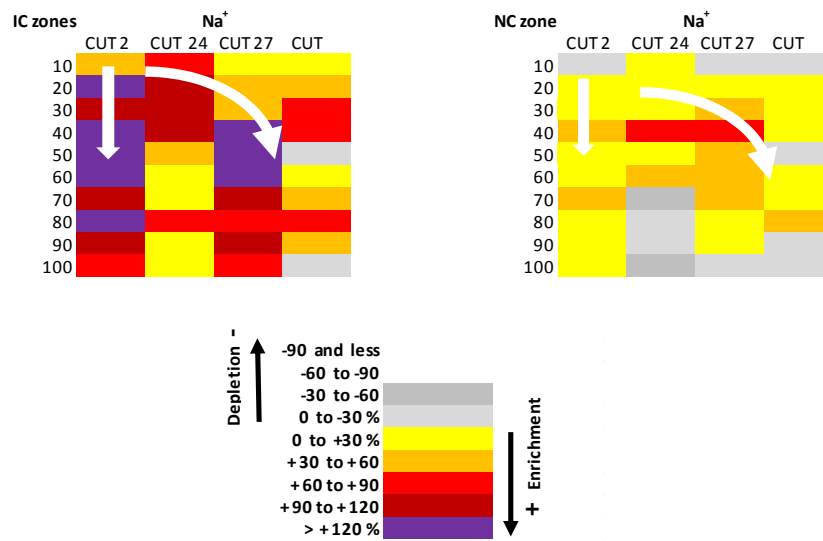 IC zones Na+
CUT 2 CUT 24 CUT 27 CUT
10
20
30
40
50
60
70
80
90
100
NC zone Na+
CUT 2 CUT 24 CUT 27 CUT
10
20
30
40
50
60
70
80
90
100
Depletion -
-90 and less
-60 to -90
-30 to -60
0 to -30 %
0 to +30 %
+30 to +60
+60 to +90
+90 to +120
> +120 %
+ Enrichment